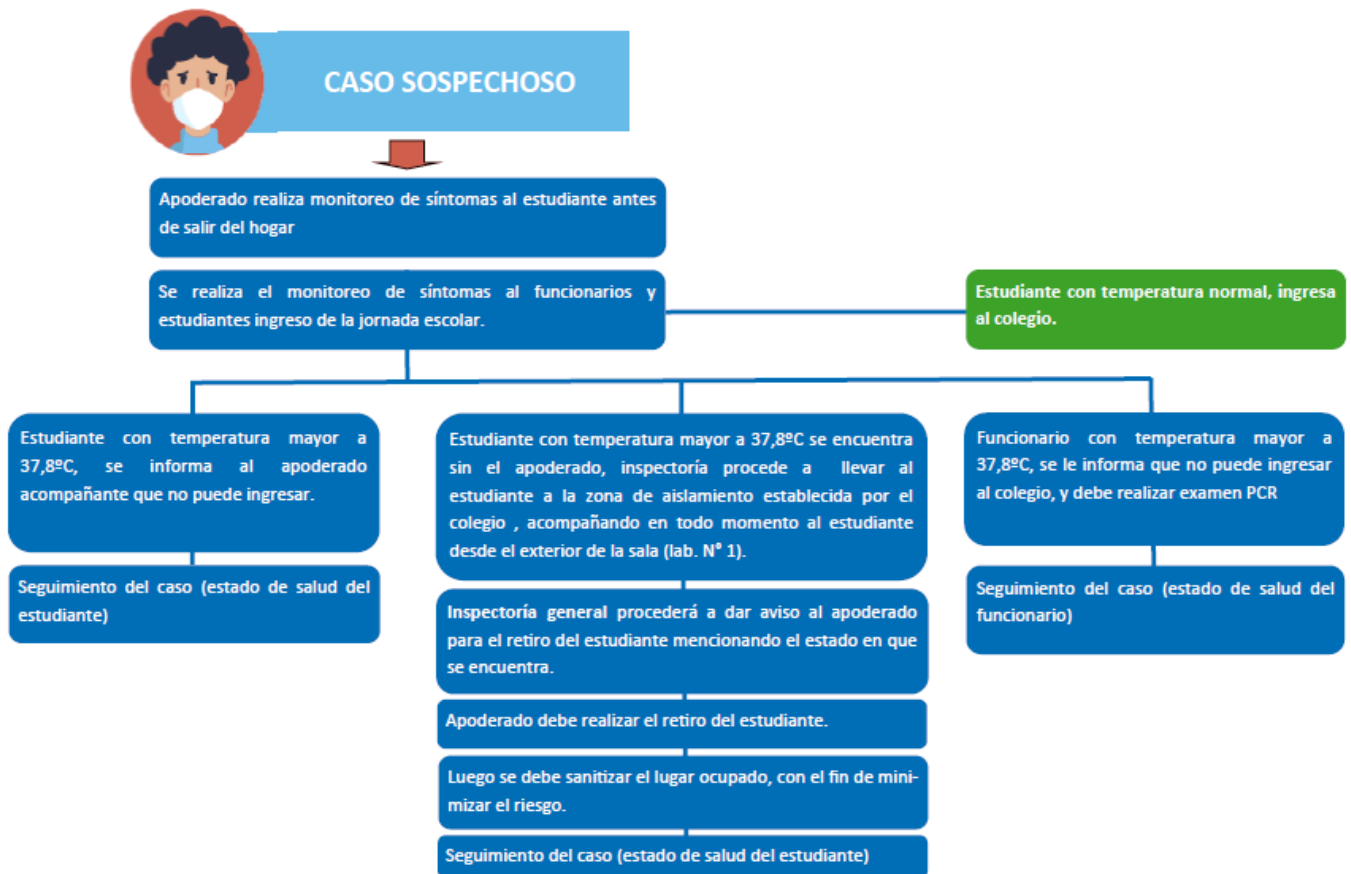 CASO SOSPECHOSO
Apoderado realiza monitoreo de síntomas al estudiante antes
de salir del hogar
Se realiza el monitoreo de síntomas al funcionarios y
estudiantes ingreso de la jornada escolar.
Estudiante con temperatura normal, ingresa
al colegio.
Estudiante con temperatura mayor a
37,8ºC, se informa al apoderado
acompañante que no puede ingresar.
Seguimiento del caso (estado de salud del
estudiante)
Estudiante con temperatura mayor a 37,8ºC se encuentra
sin el apoderado, inspectoría procede a llevar al
estudiante a la zona de aislamiento establecida por el
colegio , acompañando en todo momento al estudiante
desde el exterior de la sala (lab. N° 1).
Inspectoría general procederá a dar aviso al apoderado
para el retiro del estudiante mencionando el estado en que
se encuentra.
Apoderado debe realizar el retiro del estudiante.
Luego se debe sanitizar el lugar ocupado, con el fin de mini-
mizar el riesgo.
Seguimiento del caso (estado de salud del estudiante)
Funcionario con temperatura mayor a
37,8ºC, se le informa que no puede ingresar
al colegio, y debe realizar examen PCR
Seguimiento del caso (estado de salud del
funcionario)